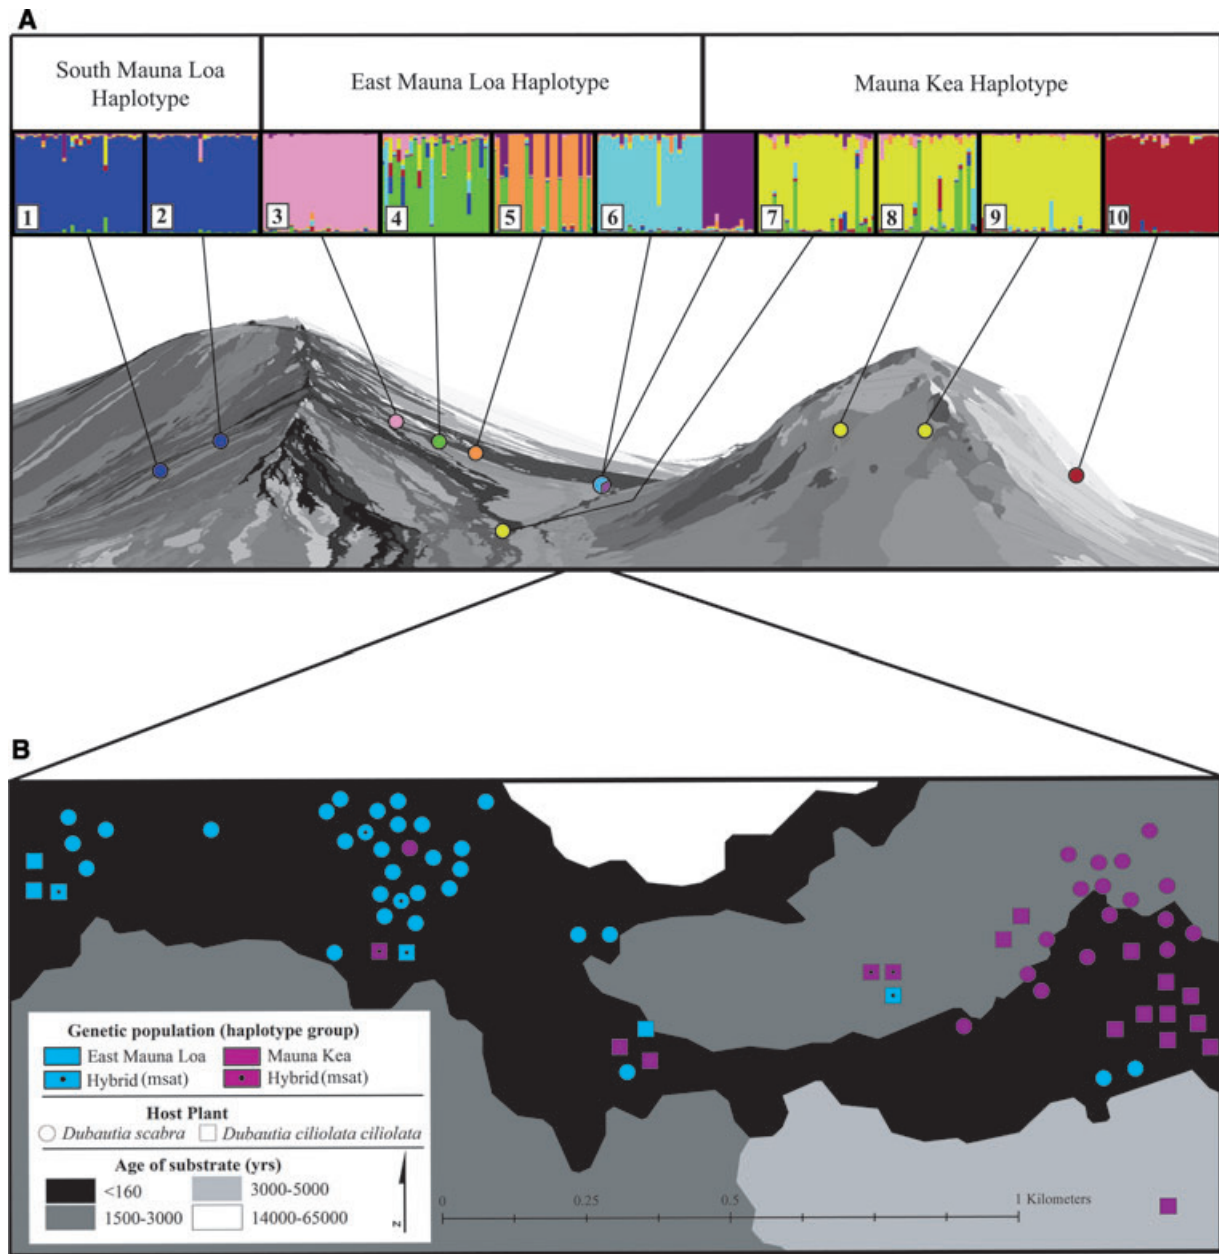 A
South Mauna Loa
Haplotype
East Mauna Loa Haplotype
Mauna Kea Haplotype
1 2 3 4 5 6 7 8 9 10
B
Genetic population (haplotype group)
East Mauna Loa Mauna Kea
Hybrid (msat) Hybrid (msat)
Host Plant
Dubautia scabra Dubautia ciliolata ciliolata
Age of substrate (yrs)
<160 3000-5000
1500-3000 14000-65000
N
0 0.25 0.5 1 Kilometers